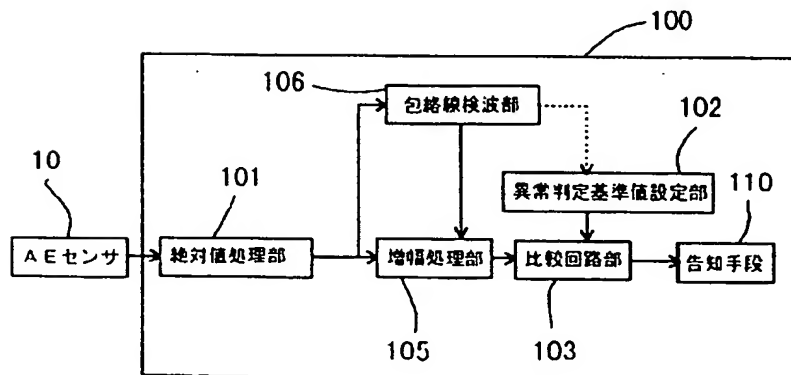 100
106
包絡線検波部
102
10
101
異常判定基準値設定部
110
AEセンサ
絶対値処理部
増幅処理部
比較回路部
告知手段
105
103